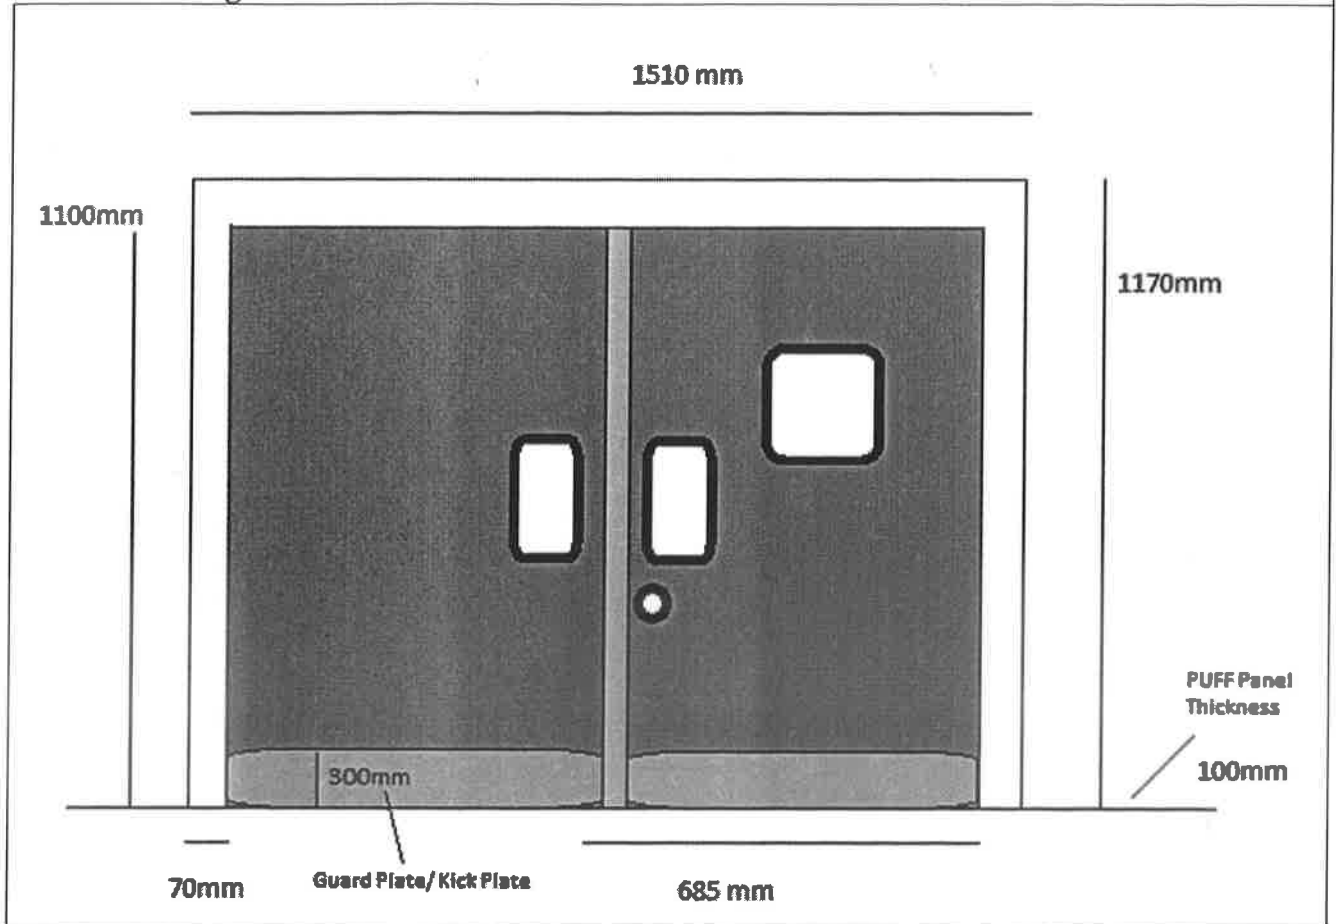 1510 mm
1100mm
1170mm
PUFF Panel
Thickness
100mm
300mm
Guard Plate/ Kick Plate
70mm
685 mm